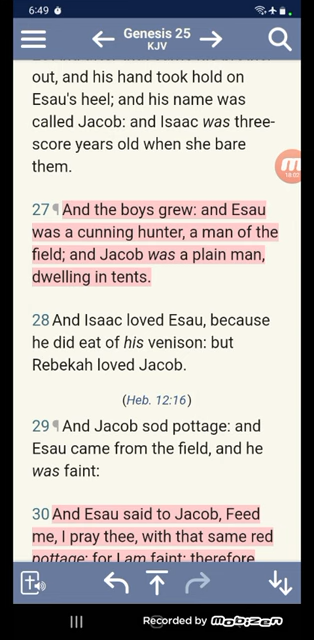 6:49
Genesis 25
KJV
out, and his hand took hold on
Esau's heel; and his name was
called Jacob: and Isaac was three-
score years old when she bare
them.
27 ¶ And the boys grew: and Esau
was a cunning hunter, a man of the
field; and Jacob was a plain man,
dwelling in tents.
28 And Isaac loved Esau, because
he did eat of his venison: but
Rebekah loved Jacob.
(Heb. 12:16)
29 ¶ And Jacob sod pottage: and
Esau came from the field, and he
was faint:
30 And Esau said to Jacob, Feed
me, I pray thee, with that same red
pottage; for I am faint: therefore
Recorded by mobizen